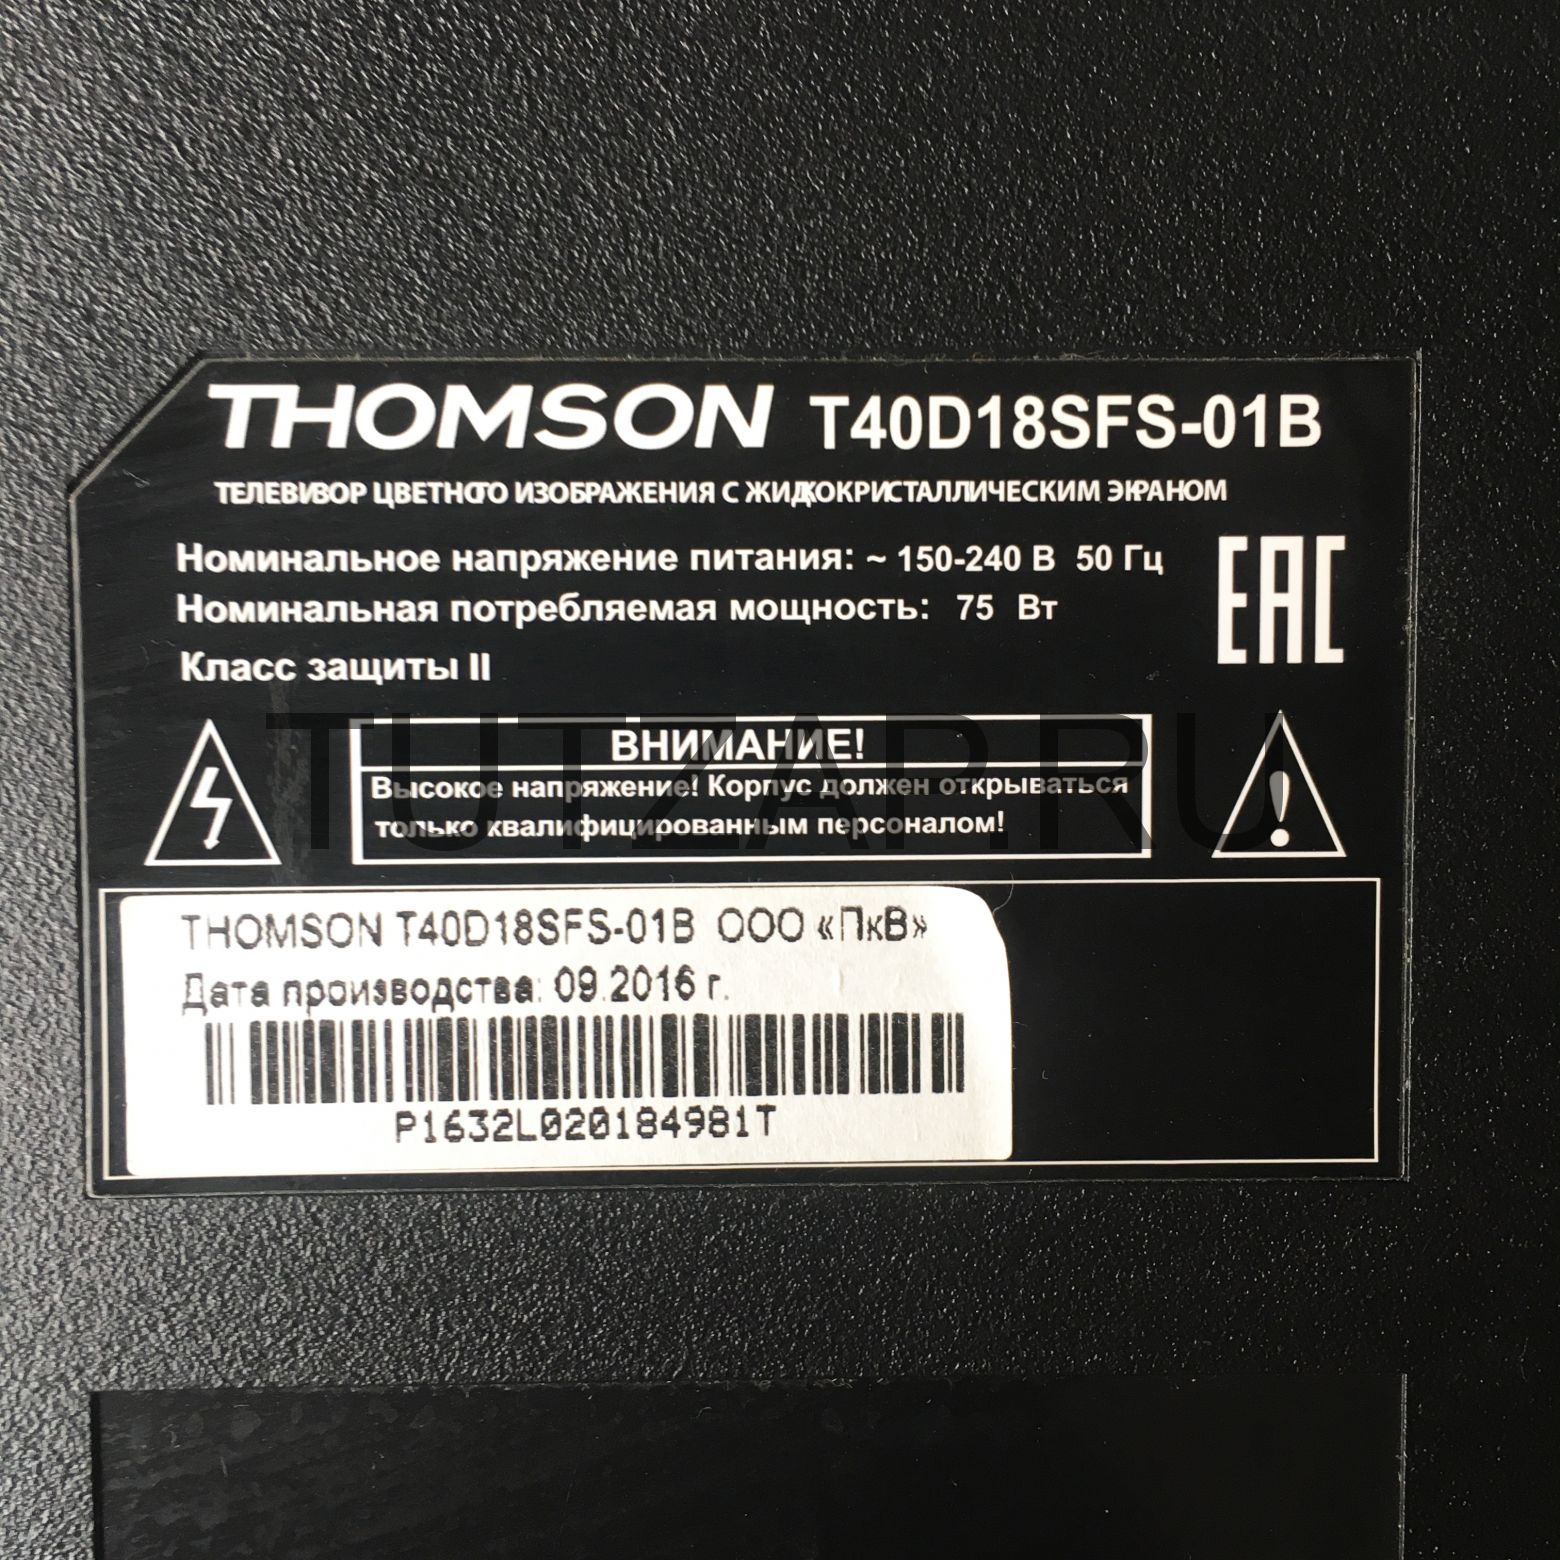 THOMSON T40D18SFS-01B
ТЕЛЕВИЗОР ЦВЕТНОГО ИЗОБРАЖЕНИЯ С ЖИДКОКРИСТАЛЛИЧЕСКИМ ЭКРАНОМ
Номинальное напряжение питания: ~ 150-240 В 50 Гц
Номинальная потребляемая мощность: 75 Вт
EAC
Класс защиты II
ВНИМАНИЕ!
Высокое напряжение! Корпус должен открываться
только квалифицированным персоналом!
TUTZAP.RU
THOMSON T40D18SFS-01B ООО «ПкВ»
Дата производства: 09.2016 г.
P1632L020184981T